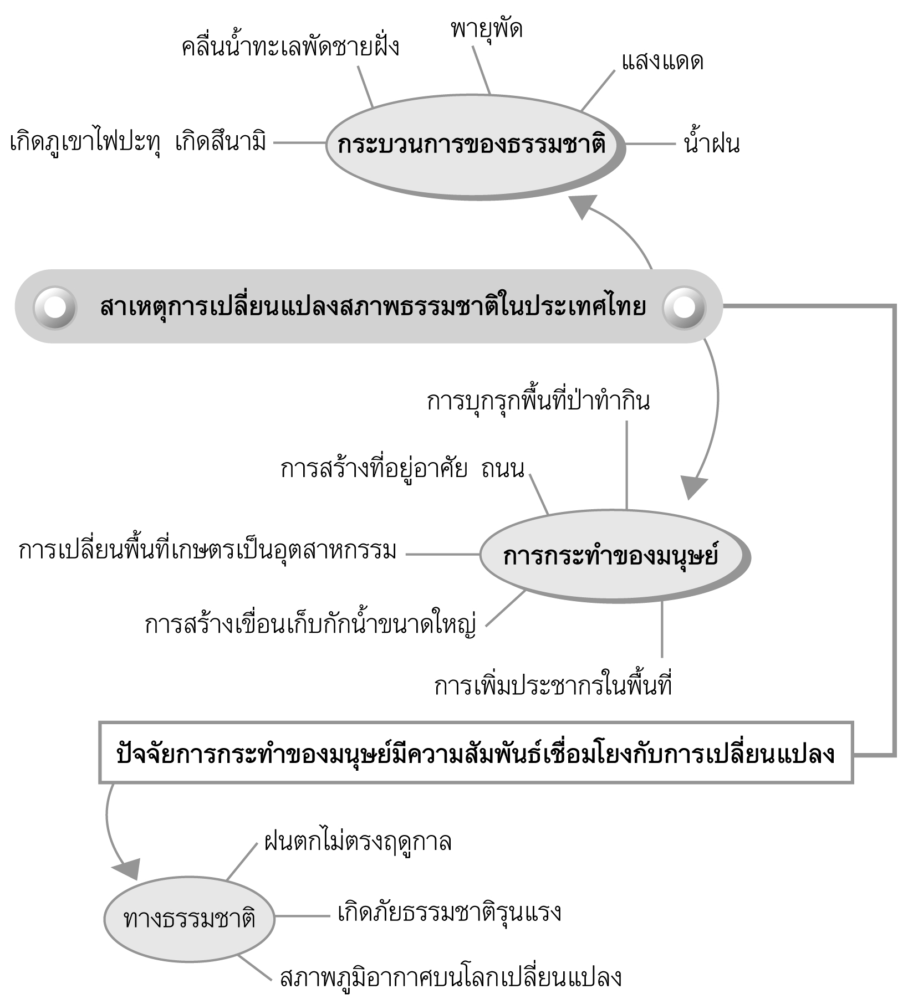 พายุพัด
คลื่นน้ำทะเลพัดชายฝั่ง
แสงแดด
เกิดภูเขาไฟปะทุ เกิดสึนามิ
กระบวนการของธรรมชาติ
น้ำฝน
สาเหตุการเปลี่ยนแปลงสภาพธรรมชาติในประเทศไทย
การบุกรุกพื้นที่ป่าทำกิน
การสร้างที่อยู่อาศัย ถนน
การเปลี่ยนพื้นที่เกษตรเป็นอุตสาหกรรม
การกระทำของมนุษย์
การสร้างเขื่อนเก็บกักน้ำขนาดใหญ่
การเพิ่มประชากรในพื้นที่
ปัจจัยการกระทำของมนุษย์มีความสัมพันธ์เชื่อมโยงกับการเปลี่ยนแปลง
ฝนตกไม่ตรงฤดูกาล
ทางธรรมชาติ
เกิดภัยธรรมชาติรุนแรง
สภาพภูมิอากาศบนโลกเปลี่ยนแปลง